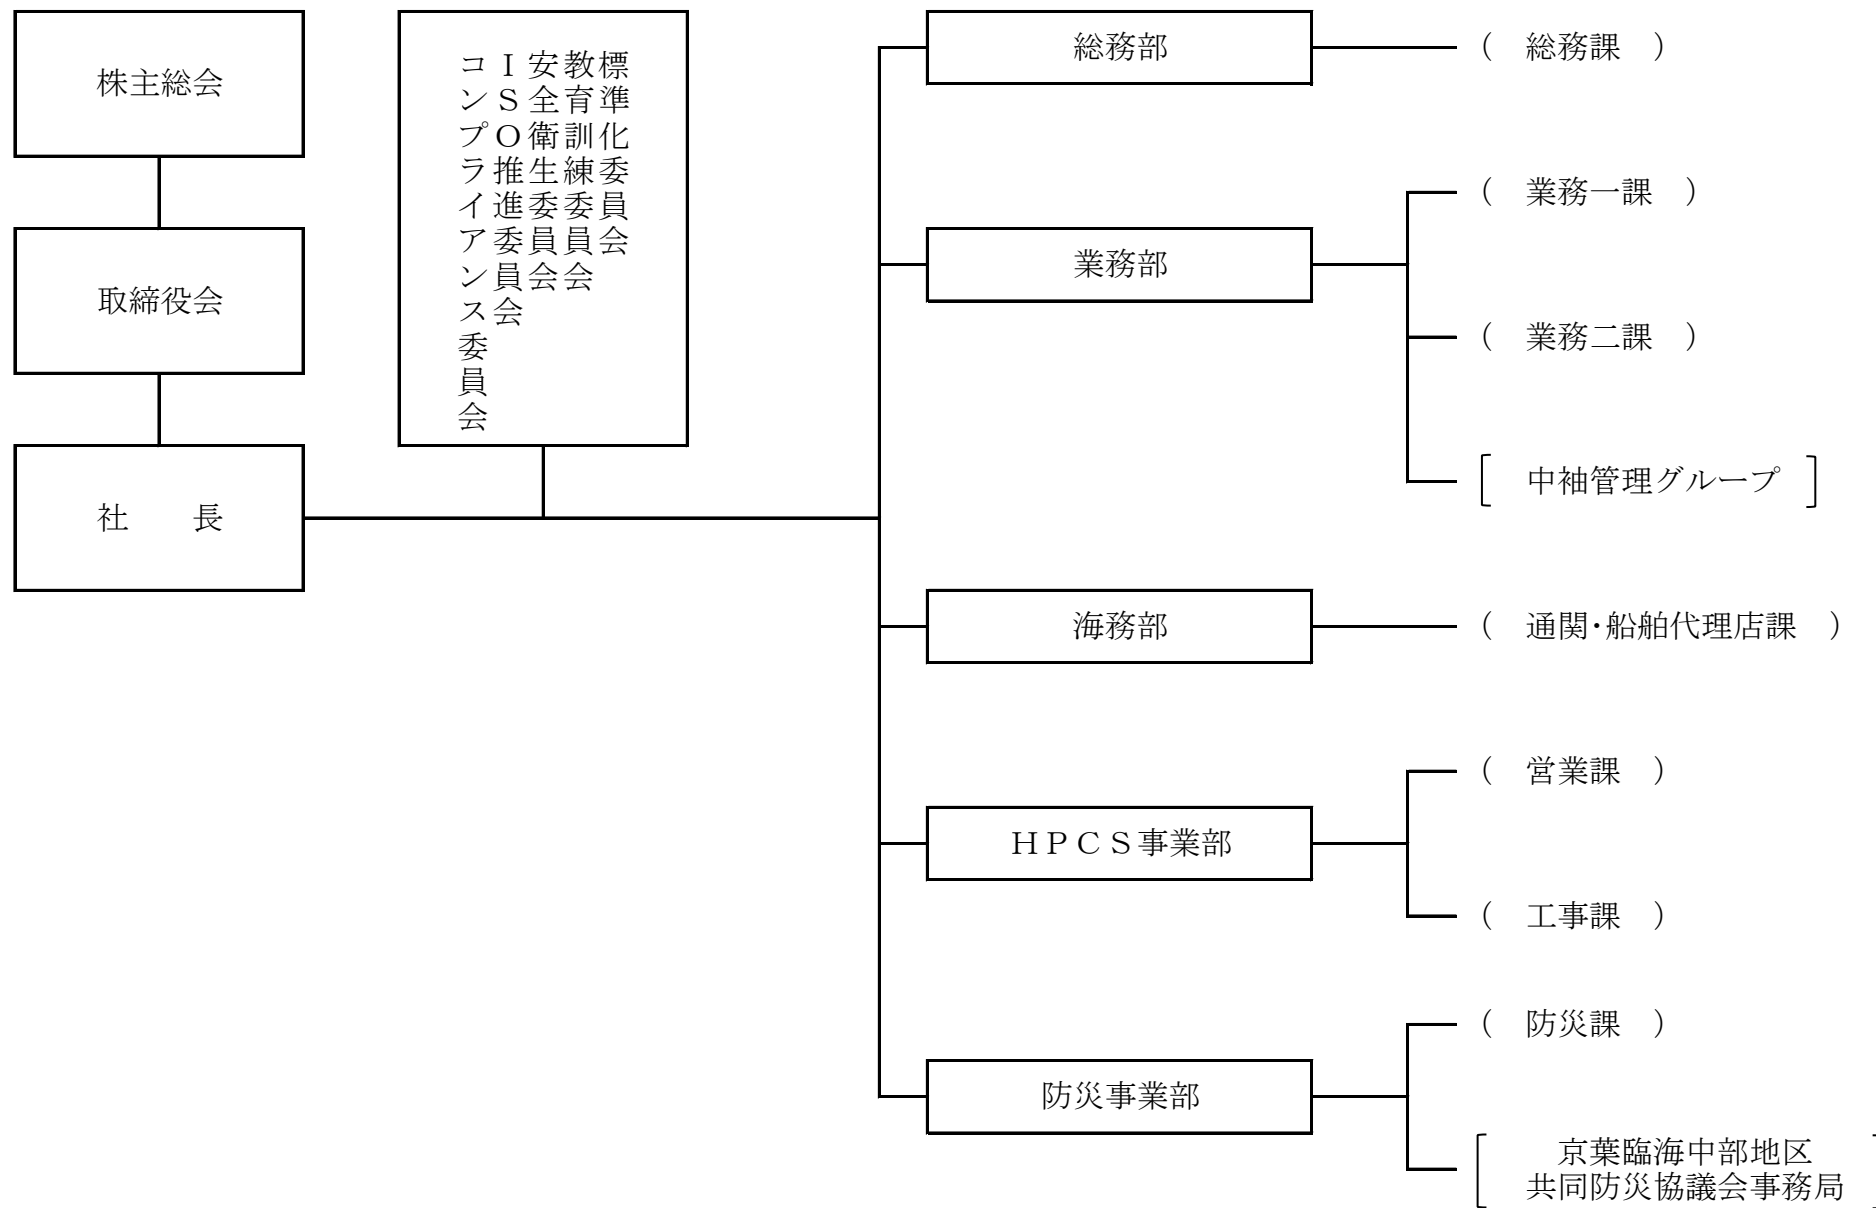 株主総会
取締役会
社　　長
標準化委員会
教育訓練委員会
安全衛生委員会
ＩＳＯ推進委員会
コンプライアンス委員会
総務部
（　総務課　）
業務部
（　業務一課　）
（　業務二課　）
［　中袖管理グループ　］
海務部
（　通関・船舶代理店課　）
ＨＰＣＳ事業部
（　営業課　）
（　工事課　）
防災事業部
（　防災課　）
［　京葉臨海中部地区
共同防災協議会事務局　］